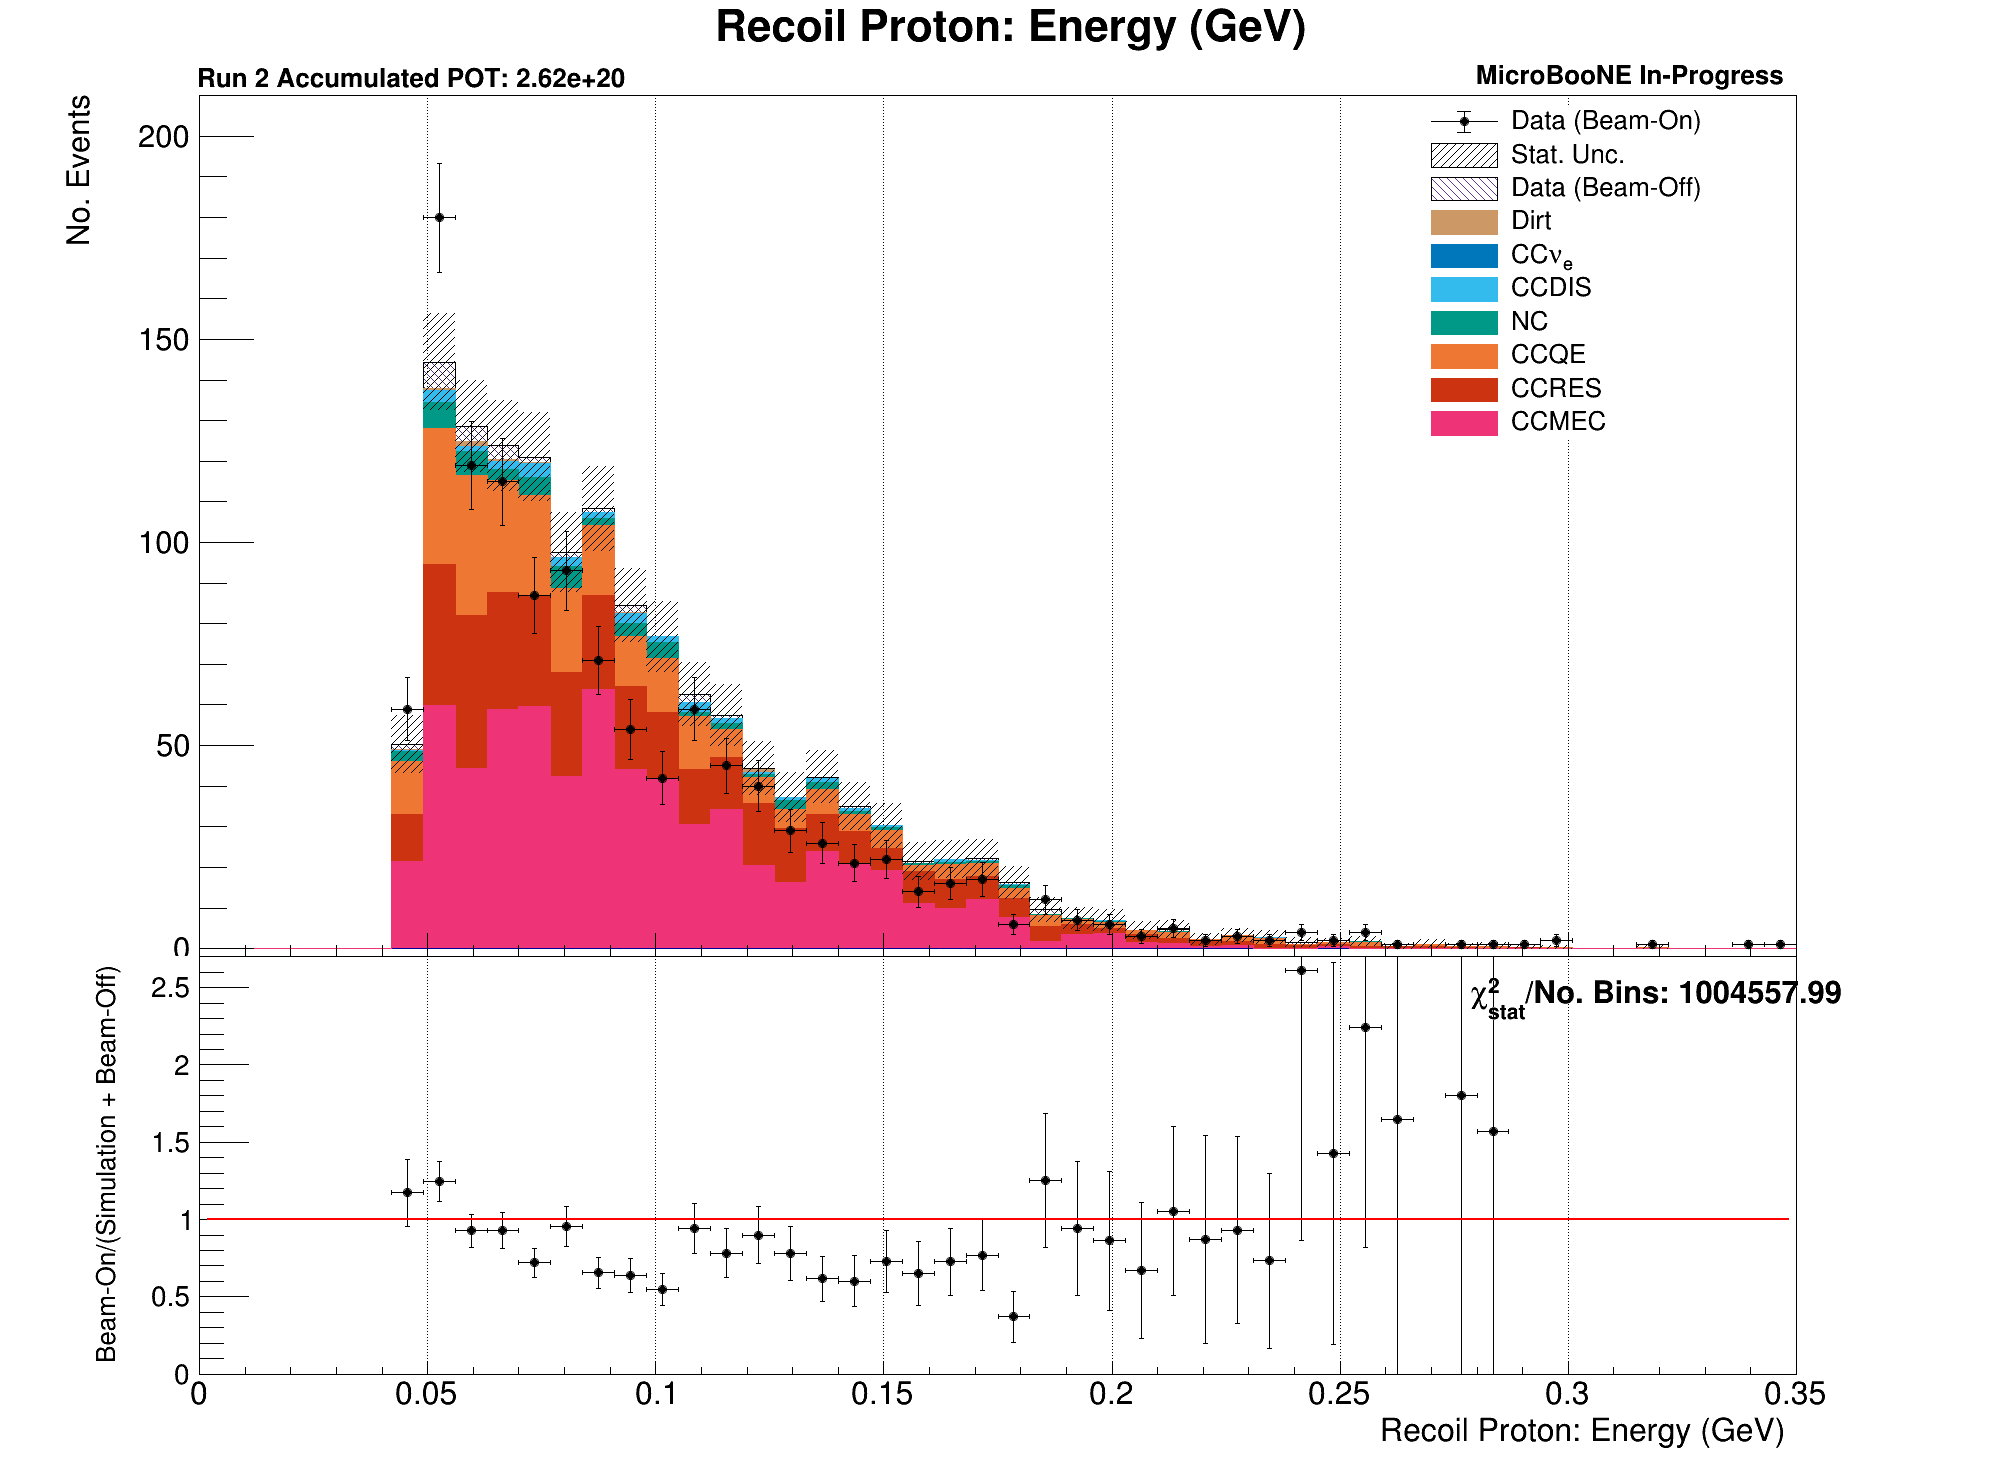 Recoil Proton: Energy (GeV)
Run 2 Accumulated POT: 2.62e+20
MicroBooNE In-Progress
No. Events
200
150
100
50
0
Data (Beam-On)
Stat. Unc.
Data (Beam-Off)
Dirt
CCνe
CCDIS
NC
CCQE
CCRES
CCMEC
Beam-On/(Simulation + Beam-Off)
2.5
2
1.5
1
0.5
0
χ²stat/No. Bins: 1004557.99
0 0.05 0.1 0.15 0.2 0.25 0.3 0.35
Recoil Proton: Energy (GeV)